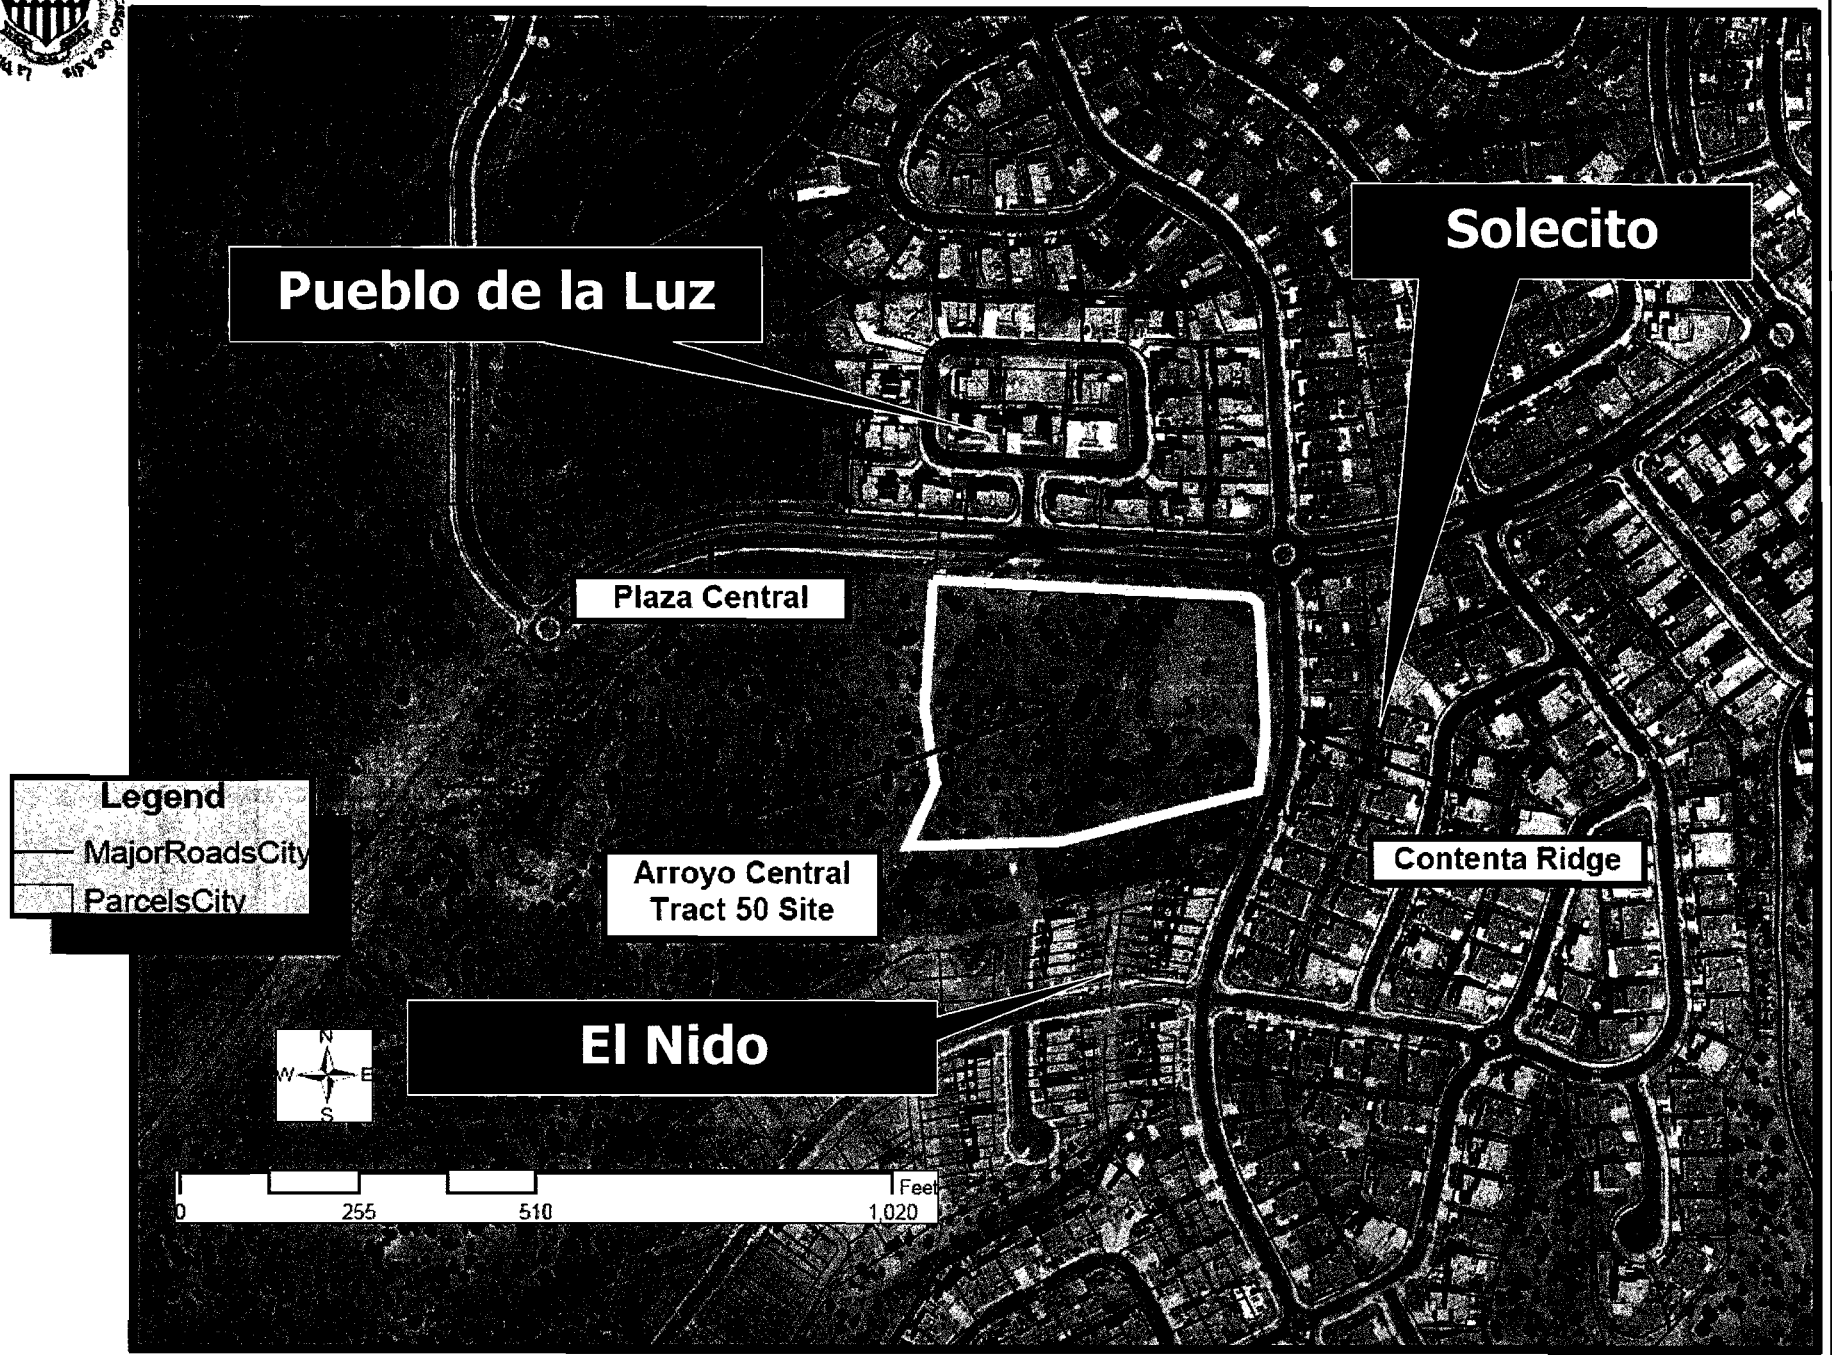 Solecito
Pueblo de la Luz
Plaza Central
Legend
MajorRoadsCity
ParcelsCity
Contenta Ridge
Arroyo Central
Tract 50 Site
El Nido
N
W E
S
Feet
0 255 510 1,020